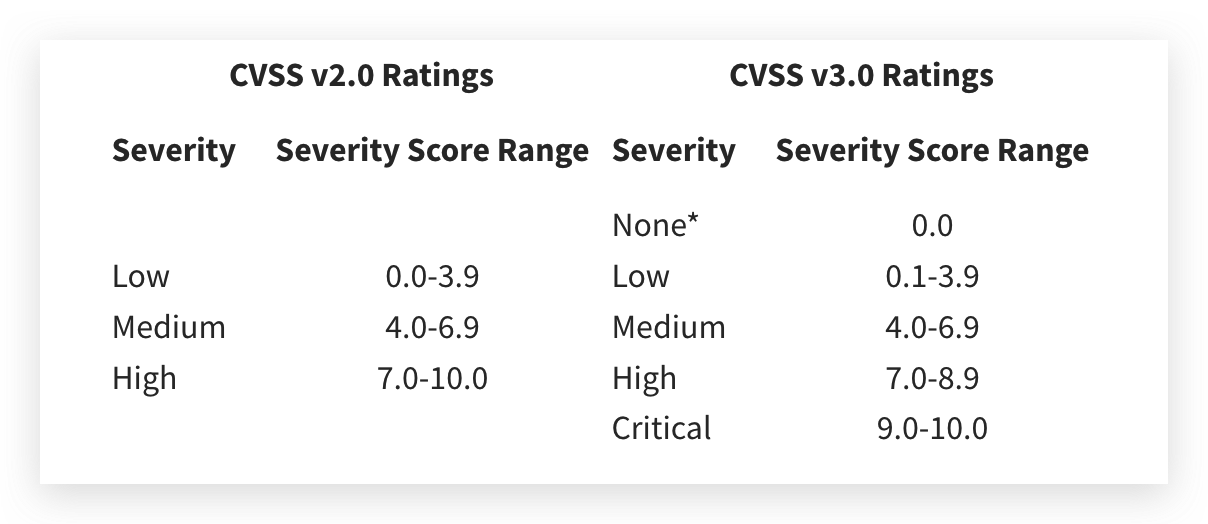 CVSS v2.0 Ratings CVSS v3.0 Ratings
Severity Severity Score Range Severity Severity Score Range
None* 0.0
Low 0.0-3.9 Low 0.1-3.9
Medium 4.0-6.9 Medium 4.0-6.9
High 7.0-10.0 High 7.0-8.9
Critical 9.0-10.0